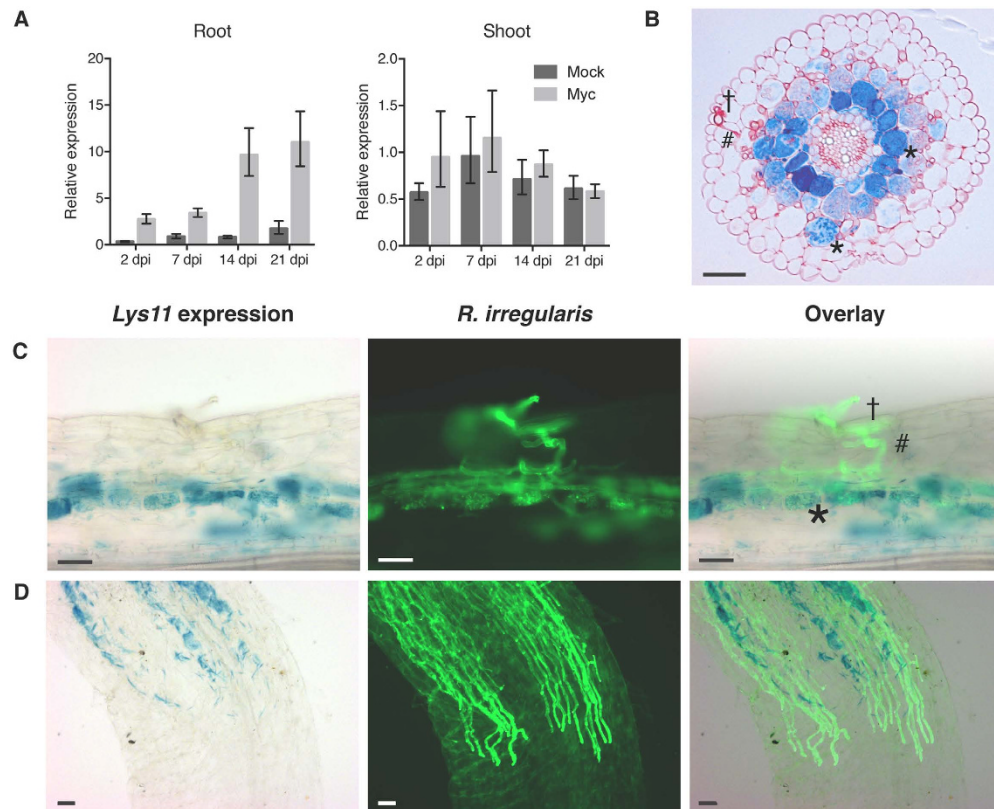 A
Root
Relative expression
20
15
10
5
0
2 dpi 7 dpi 14 dpi 21 dpi
Shoot
Relative expression
2.0
1.5
1.0
0.5
0.0
2 dpi 7 dpi 14 dpi 21 dpi
Mock
Myc
B
†
#
*
*
Lys11 expression R. irregularis Overlay
C
†
#
*
D